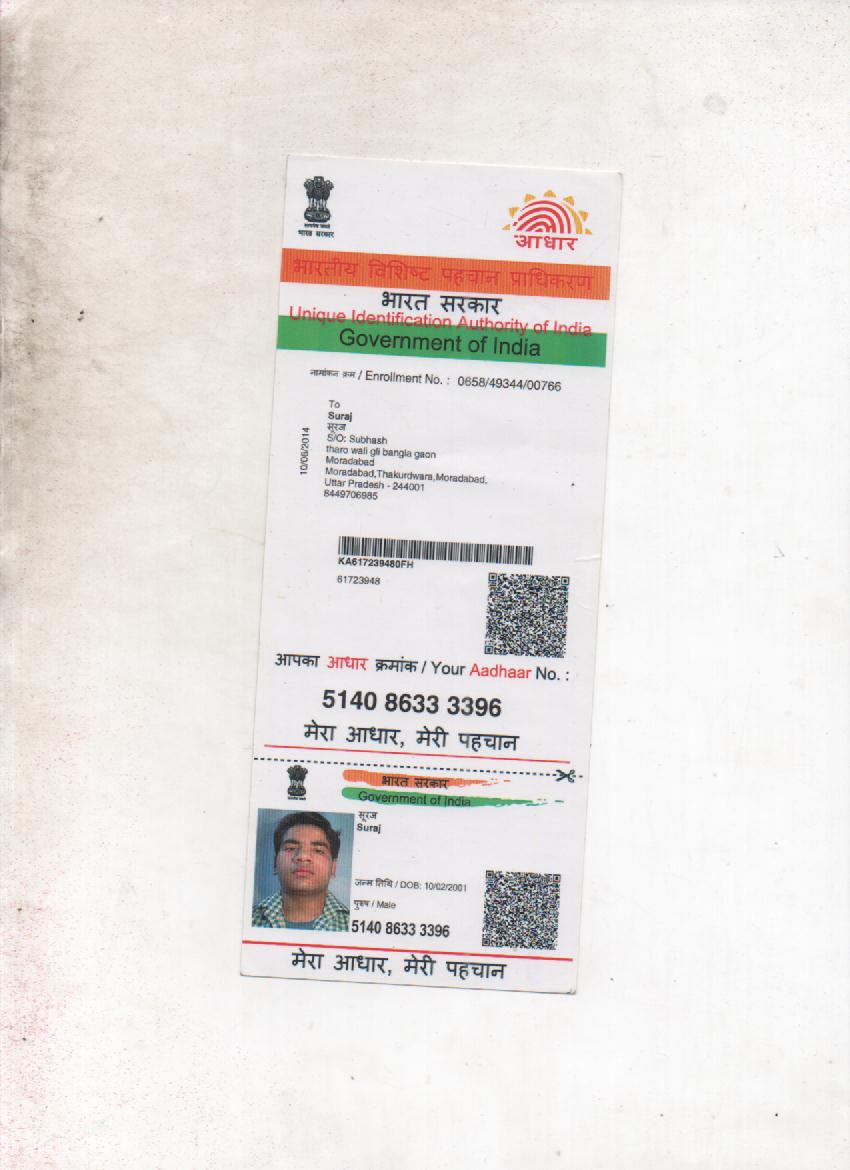 भारत सरकार
आधार
भारतीय विशिष्ट पहचान प्राधिकरण
भारत सरकार
Unique Identification Authority of India
Government of India
नामांकन क्रम / Enrollment No. : 0658/49344/00766
10/06/2014
To
Suraj
सूरज
S/O: Subhash
tharo wali gli bangla gaon
Moradabad
Moradabad,Thakurdwara,Moradabad,
Uttar Pradesh - 244001
8449706985
KA617239480FH
61723948
आपका आधार क्रमांक / Your Aadhaar No. :
5140 8633 3396
मेरा आधार, मेरी पहचान
भारत सरकार
Government of India
सूरज
Suraj
जन्म तिथि / DOB: 10/02/2001
पुरुष / Male
5140 8633 3396
मेरा आधार, मेरी पहचान